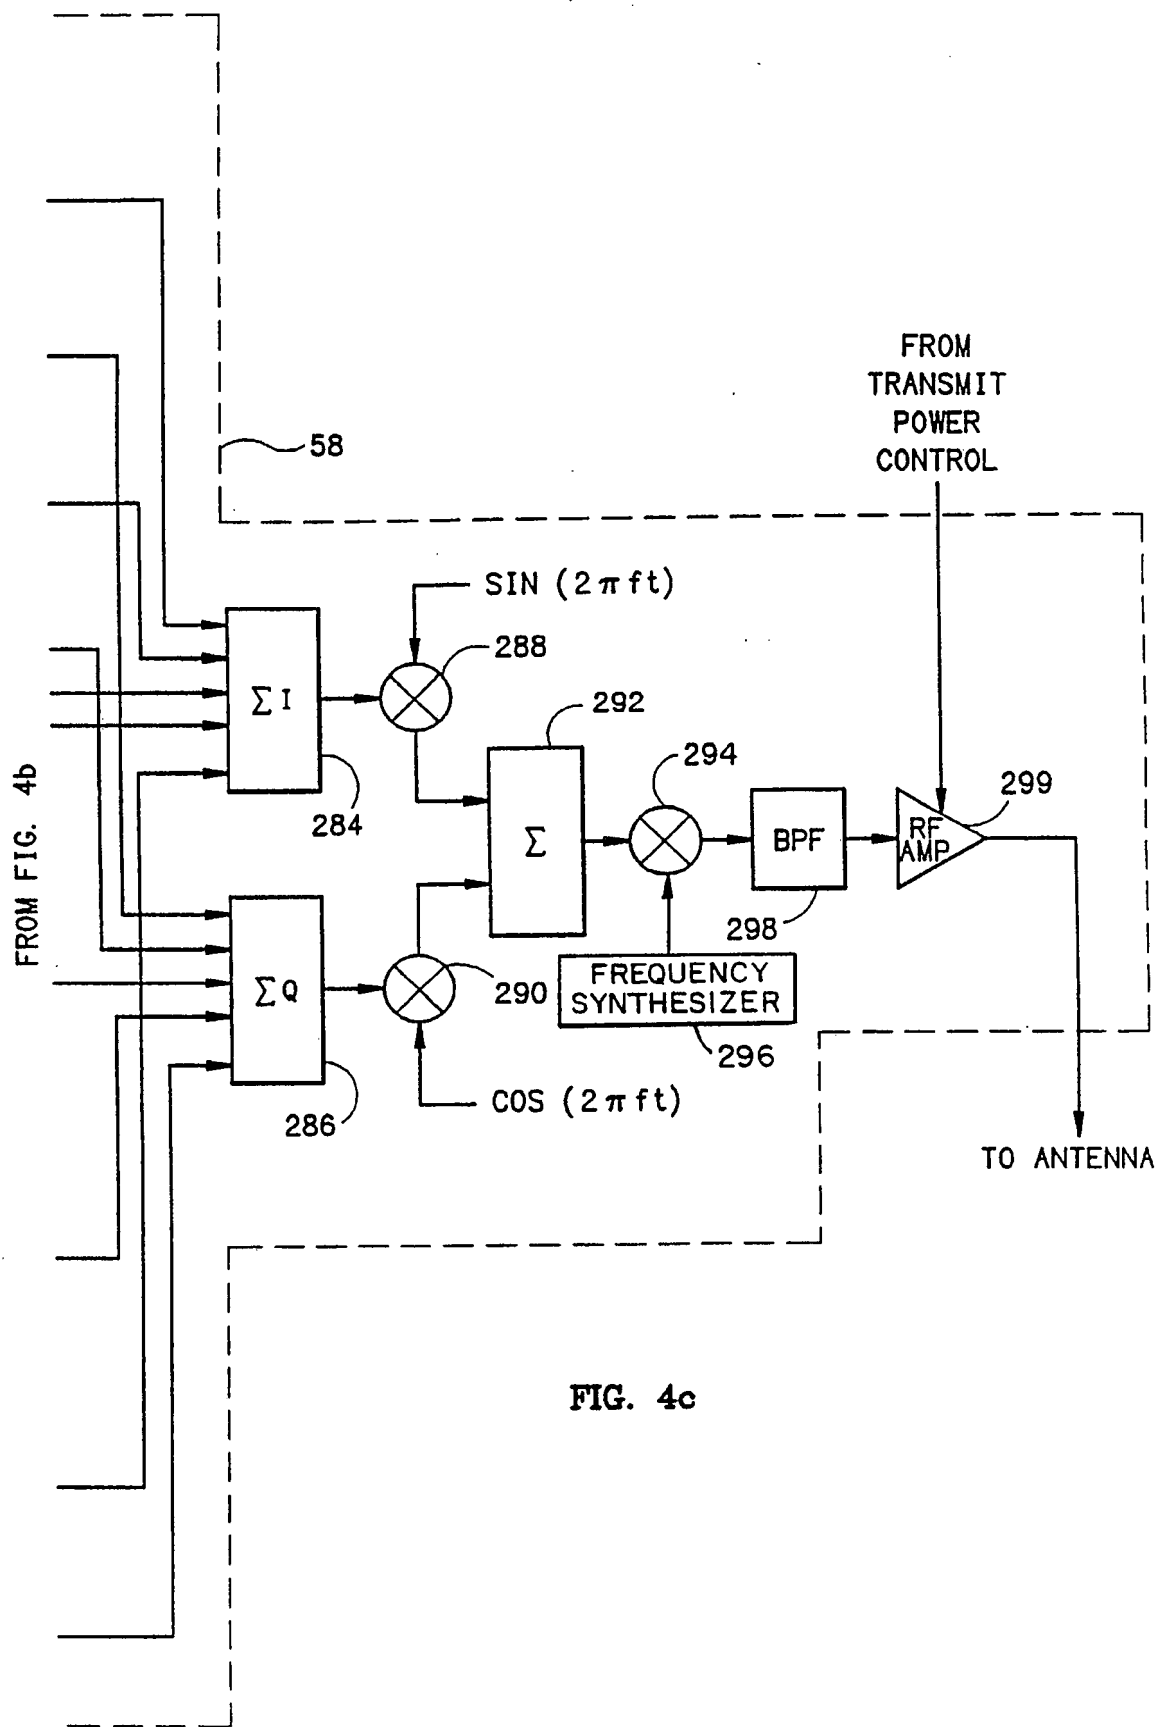 FROM
TRANSMIT
POWER
CONTROL
58
SIN (2πft)
288
ΣI
292
294
299
284
Σ
BPF
RF
AMP
FROM FIG. 4b
298
ΣQ
290
FREQUENCY
SYNTHESIZER
296
COS (2πft)
286
TO ANTENNA
FIG. 4c